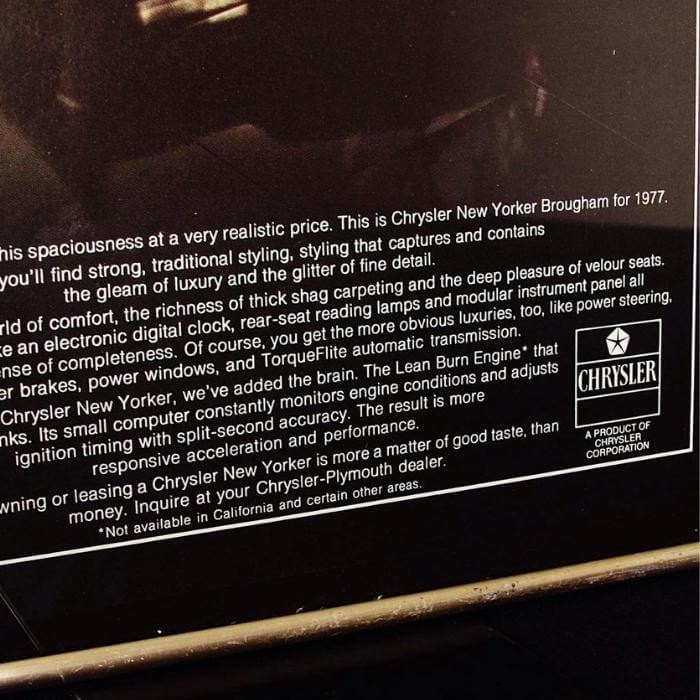 his spaciousness at a very realistic price. This is Chrysler New Yorker Brougham for 1977.
you'll find strong, traditional styling, styling that captures and contains
the gleam of luxury and the glitter of fine detail.
rld of comfort, the richness of thick shag carpeting and the deep pleasure of velour seats.
e an electronic digital clock, rear-seat reading lamps and modular instrument panel all
nse of completeness. Of course, you get the more obvious luxuries, too, like power steering,
er brakes, power windows, and TorqueFlite automatic transmission.
Chrysler New Yorker, we've added the brain. The Lean Burn Engine* that
nks. Its small computer constantly monitors engine conditions and adjusts
ignition timing with split-second accuracy. The result is more
responsive acceleration and performance.
wning or leasing a Chrysler New Yorker is more a matter of good taste, than
money. Inquire at your Chrysler-Plymouth dealer.
*Not available in California and certain other areas.
CHRYSLER
A PRODUCT OF
CHRYSLER
CORPORATION